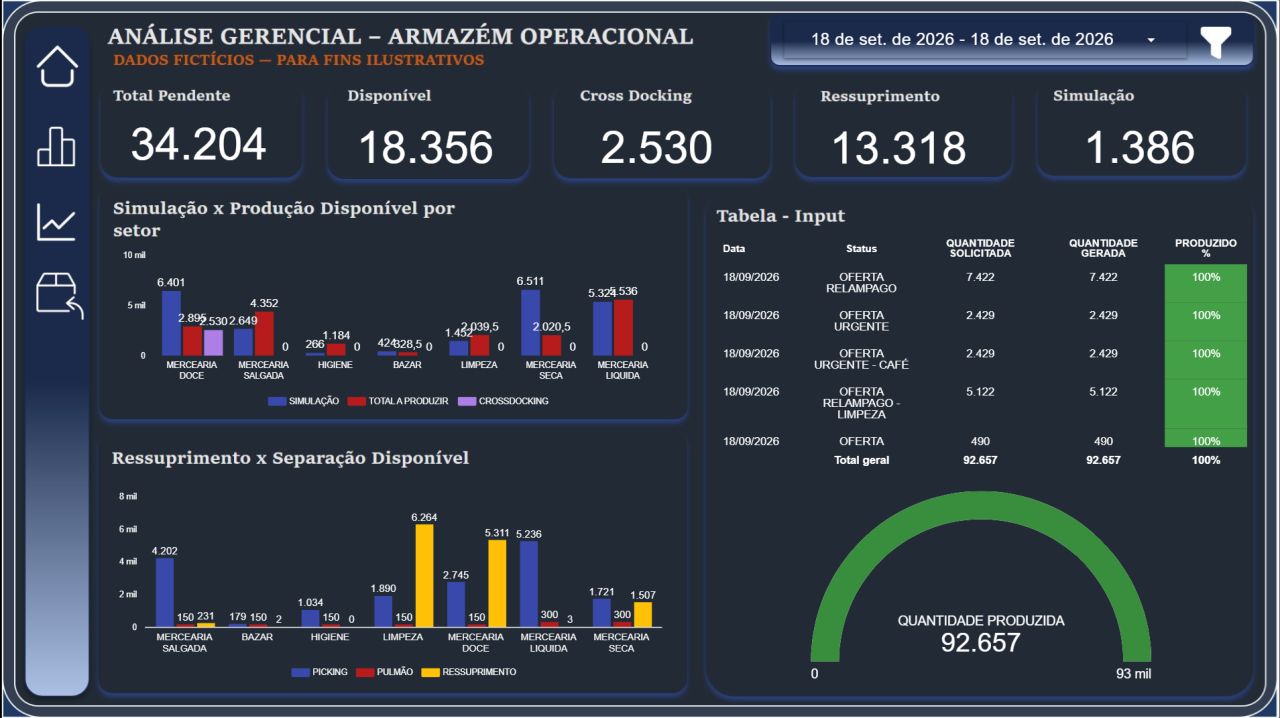 ANÁLISE GERENCIAL – ARMAZÉM OPERACIONAL
DADOS FICTÍCIOS — PARA FINS ILUSTRATIVOS
18 de set. de 2026 - 18 de set. de 2026
Total Pendente
34.204
Disponível
18.356
Cross Docking
2.530
Ressuprimento
13.318
Simulação
1.386
Simulação x Produção Disponível por
setor
10 mil
5 mil
0
6.401 2.895 2.530
2.649 4.352 0
266 1.184 0
424 328,5 0
1.452 2.039,5 0
6.511 2.020,5 0
5.324 5.536 0
MERCEARIA
DOCE
MERCEARIA
SALGADA
HIGIENE
BAZAR
LIMPEZA
MERCEARIA
SECA
MERCEARIA
LIQUIDA
SIMULAÇÃO TOTAL A PRODUZIR CROSSDOCKING
Ressuprimento x Separação Disponível
8 mil
6 mil
4 mil
2 mil
0
4.202 150 231
179 150 2
1.034 150 0
1.890 150 6.264
2.745 150 5.311
5.236 300 3
1.721 300 1.507
MERCEARIA
SALGADA
BAZAR
HIGIENE
LIMPEZA
MERCEARIA
DOCE
MERCEARIA
LIQUIDA
MERCEARIA
SECA
PICKING PULMÃO RESSUPRIMENTO
Tabela - Input
Data Status QUANTIDADE
SOLICITADA QUANTIDADE
GERADA PRODUZIDO
%
18/09/2026 OFERTA
RELAMPAGO 7.422 7.422 100%
18/09/2026 OFERTA
URGENTE 2.429 2.429 100%
18/09/2026 OFERTA
URGENTE - CAFÉ 2.429 2.429 100%
18/09/2026 OFERTA
RELAMPAGO -
LIMPEZA 5.122 5.122 100%
18/09/2026 OFERTA 490 490 100%
Total geral 92.657 92.657 100%
QUANTIDADE PRODUZIDA
92.657
0 93 mil